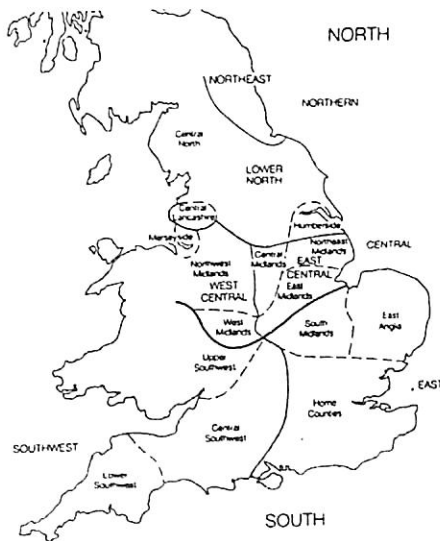 NORTH
NORTHEAST
NORTHERN
Central
North
LOWER
NORTH
Central
Lancashire
Humberside
Merseyside
Central
Midlands
Northeast
Midlands
CENTRAL
Northwest
Midlands
EAST
CENTRAL
WEST
CENTRAL
East
Midlands
West
Midlands
South
Midlands
East
Anglia
Upper
Southwest
EAST
Home
Counties
Central
Southwest
SOUTHWEST
Lower
Southwest
SOUTH